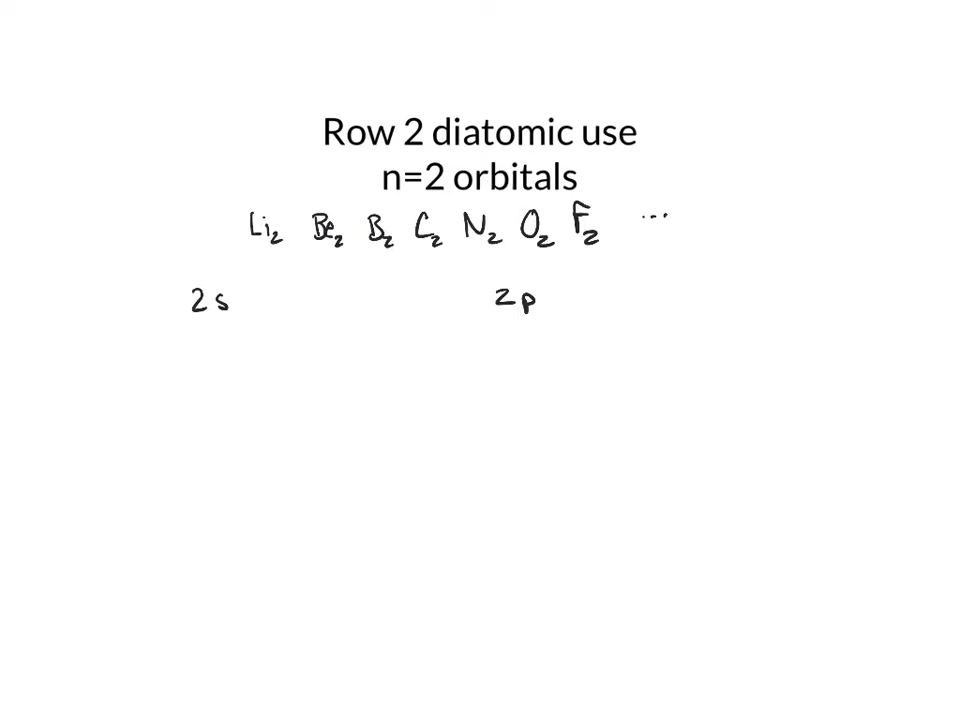 Row 2 diatomic use
n=2 orbitals
Li₂ Be₂ B₂ C₂ N₂ O₂ F₂ ...
2s 2p